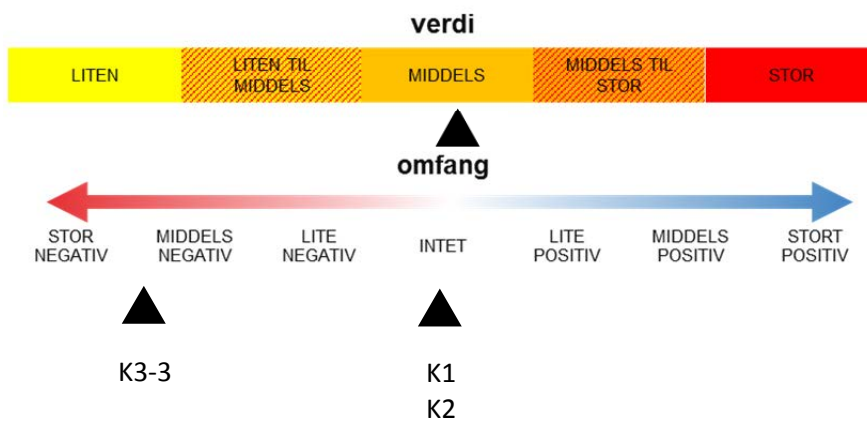 verdi
LITEN
LITEN TIL
MIDDELS
MIDDELS
MIDDELS TIL
STOR
STOR
omfang
STOR
NEGATIV
MIDDELS
NEGATIV
LITE
NEGATIV
INTET
LITE
POSITIV
MIDDELS
POSITIV
STORT
POSITIV
K3-3
K1
K2